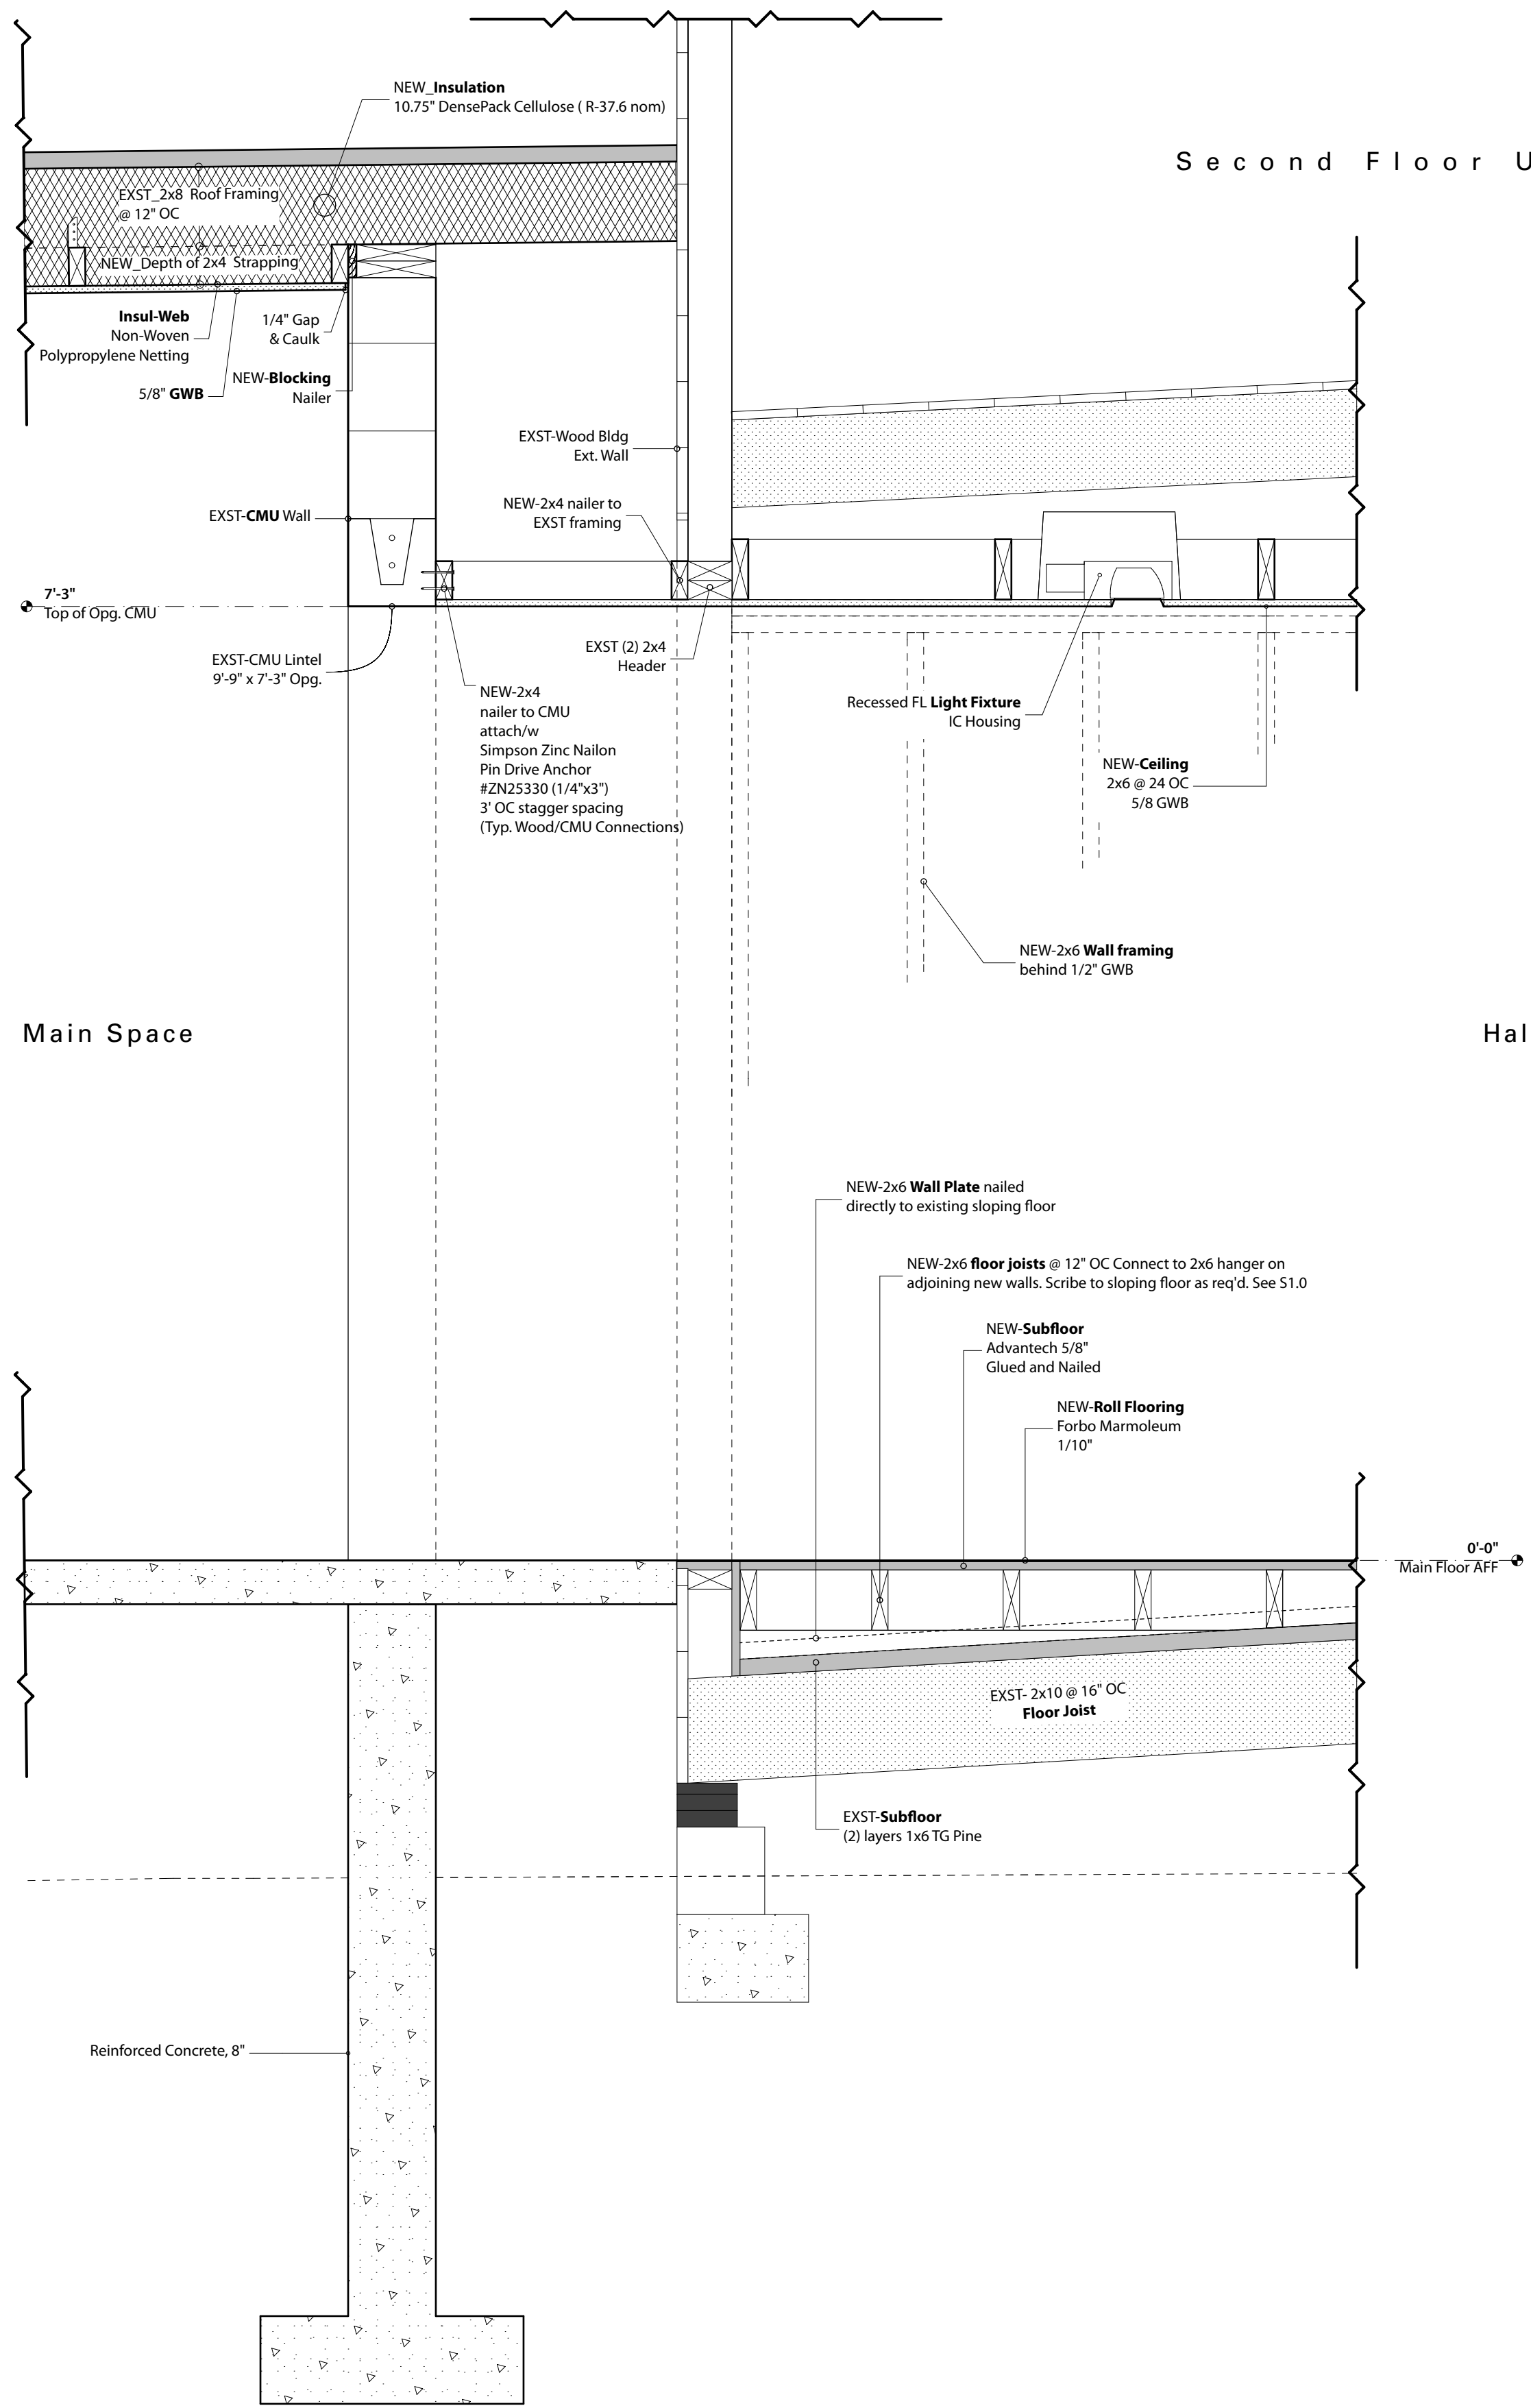 NEW_Insulation
10.75" DensePack Cellulose ( R-37.6 nom)
Second Floor U
EXST_2x8 Roof Framing
@ 12" OC
NEW_Depth of 2x4 Strapping
Insul-Web
Non-Woven
Polypropylene Netting
1/4" Gap
& Caulk
5/8" GWB
NEW-Blocking
Nailer
EXST-Wood Bldg
Ext. Wall
EXST-CMU Wall
NEW-2x4 nailer to
EXST framing
7'-3"
Top of Opg. CMU
EXST-CMU Lintel
9'-9" x 7'-3" Opg.
EXST (2) 2x4
Header
NEW-2x4
nailer to CMU
attach/w
Simpson Zinc Nailon
Pin Drive Anchor
#ZN25330 (1/4"x3")
3' OC stagger spacing
(Typ. Wood/CMU Connections)
Recessed FL Light Fixture
IC Housing
NEW-Ceiling
2x6 @ 24 OC
5/8 GWB
NEW-2x6 Wall framing
behind 1/2" GWB
Main Space
Hal
NEW-2x6 Wall Plate nailed
directly to existing sloping floor
NEW-2x6 floor joists @ 12" OC Connect to 2x6 hanger on
adjoining new walls. Scribe to sloping floor as req'd. See S1.0
NEW-Subfloor
Advantech 5/8"
Glued and Nailed
NEW-Roll Flooring
Forbo Marmoleum
1/10"
0'-0"
Main Floor AFF
EXST- 2x10 @ 16" OC
Floor Joist
EXST-Subfloor
(2) layers 1x6 TG Pine
Reinforced Concrete, 8"